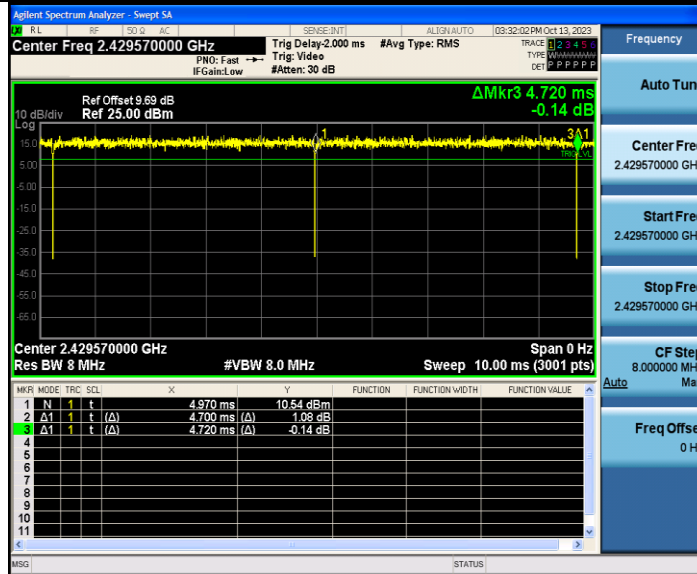 Agilent Spectrum Analyzer - Swept SA
LXI RL RF 50 Ω AC SENSE:INT ALIGN AUTO 03:32:02 PM Oct 13, 2023
Center Freq 2.429570000 GHz
PNO: Fast
IFGain:Low
Trig Delay-2.000 ms
Trig: Video
#Atten: 30 dB
#Avg Type: RMS
TRACE 1 2 3 4 5 6
TYPE WWWWWW
DET P P P P P P
ΔMkr3 4.720 ms
-0.14 dB
Ref Offset 9.69 dB
10 dB/div Ref 25.00 dBm
Log
1
3Δ1
TRIG LVL
15.0
5.00
-5.00
-15.0
-25.0
-35.0
-45.0
-55.0
-65.0
Center 2.429570000 GHz Span 0 Hz
Res BW 8 MHz #VBW 8.0 MHz Sweep 10.00 ms (3001 pts)
MKR MODE TRC SCL X Y FUNCTION FUNCTION WIDTH FUNCTION VALUE
1 N 1 t 4.970 ms 10.54 dBm
2 Δ1 1 t (Δ) 4.700 ms (Δ) 1.08 dB
3 Δ1 1 t (Δ) 4.720 ms (Δ) -0.14 dB
4
5
6
7
8
9
10
11
MSG STATUS
Frequency
Auto Tun
Center Fre
2.429570000 GH
Start Fre
2.429570000 GH
Stop Fre
2.429570000 GH
CF Step
8.000000 MH
Auto Ma
Freq Offse
0 H